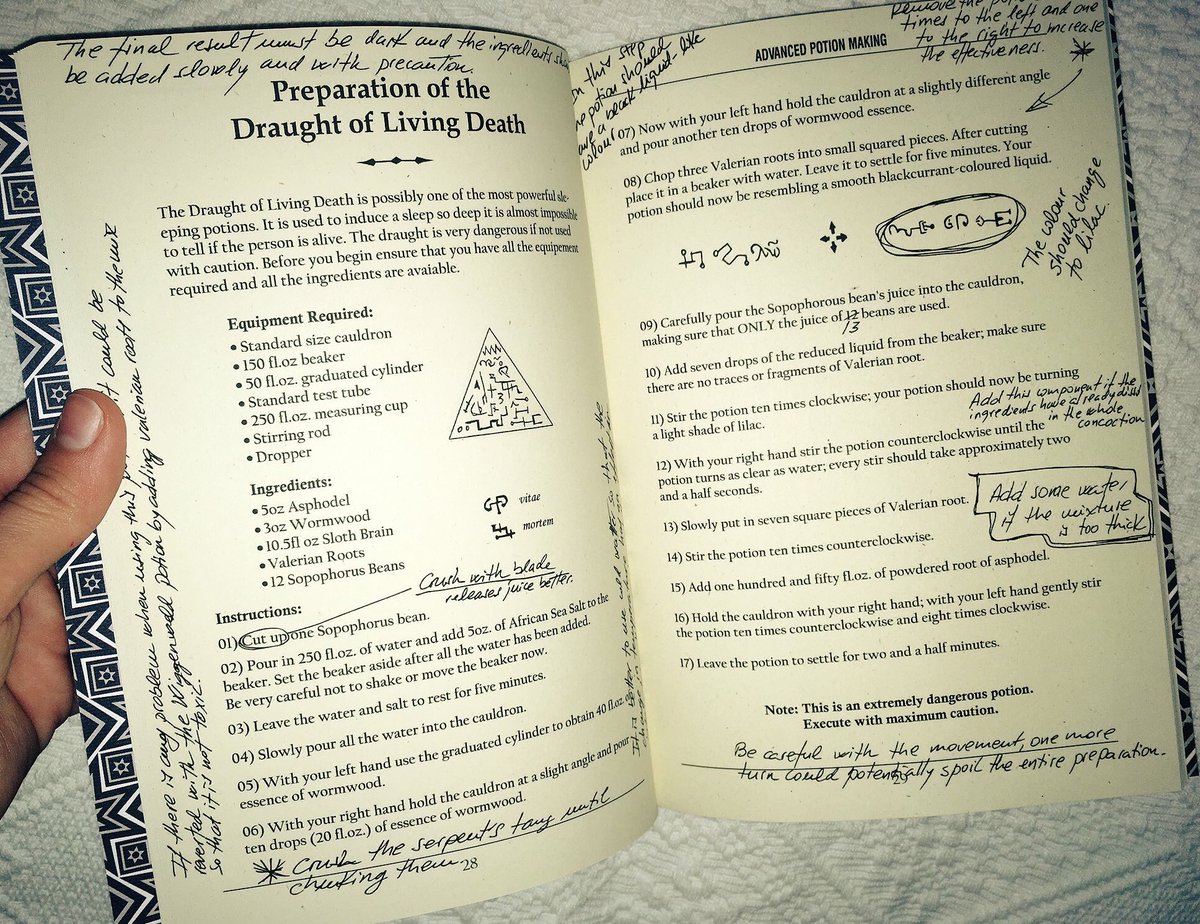 The final result must be dark and the ingredients
be added slowly and with precaution.
Preparation of the
Draught of Living Death
The Draught of Living Death is possibly one of the most powerful sle-
eping potions. It is used to induce a sleep so deep it is almost impossible
to tell if the person is alive. The draught is very dangerous if not used
with caution. Before you begin ensure that you have all the equipement
required and all the ingredients are avaiable.
Equipment Required:
• Standard size cauldron
• 150 fl.oz beaker
• 50 fl.oz. graduated cylinder
• Standard test tube
• 250 fl.oz. measuring cup
• Stirring rod
• Dropper
Ingredients:
• 5oz Asphodel
• 3oz Wormwood
• 10.5fl oz Sloth Brain
• Valerian Roots
• 12 Sopophorus Beans
vitae
mortem
Crush with blade
releases juice better.
Instructions:
01) Cut up one Sopophorus bean.
02) Pour in 250 fl.oz. of water and add 5oz. of African Sea Salt to the
beaker. Set the beaker aside after all the water has been added.
Be very careful not to shake or move the beaker now.
03) Leave the water and salt to rest for five minutes.
04) Slowly pour all the water into the cauldron.
05) With your left hand use the graduated cylinder to obtain 40 fl.oz.
essence of wormwood.
06) With your right hand hold the cauldron at a slight angle and pour
ten drops (20 fl.oz.) of essence of wormwood.
Crush the serpent's fang until
28
If there is any problem when using this could be
reverted with the Wiggenweld Potion by adding valerian roots to the mix
so that it is not toxic.
It is better to use cold water so that the
change in temperature
times to the left and one
to the right to increase
the effectiveness.
ADVANCED POTION MAKING
In this step
the potion should
have a black liquid-like
colour
07) Now with your left hand hold the cauldron at a slightly different angle
and pour another ten drops of wormwood essence.
08) Chop three Valerian roots into small squared pieces. After cutting
place it in a beaker with water. Leave it to settle for five minutes. Your
potion should now be resembling a smooth blackcurrant-coloured liquid.
The colour
should change
to lilac.
09) Carefully pour the Sopophorous bean's juice into the cauldron,
making sure that ONLY the juice of 12 beans are used.
13
10) Add seven drops of the reduced liquid from the beaker; make sure
there are no traces or fragments of Valerian root.
11) Stir the potion ten times clockwise; your potion should now be turning
a light shade of lilac.
Add this component if the
ingredients have already
in the whole
concoction
12) With your right hand stir the potion counterclockwise until the
potion turns as clear as water; every stir should take approximately two
and a half seconds.
13) Slowly put in seven square pieces of Valerian root.
Add some water
if the mixture
is too thick
14) Stir the potion ten times counterclockwise.
15) Add one hundred and fifty fl.oz. of powdered root of asphodel.
16) Hold the cauldron with your right hand; with your left hand gently stir
the potion ten times counterclockwise and eight times clockwise.
17) Leave the potion to settle for two and a half minutes.
Note: This is an extremely dangerous potion.
Execute with maximum caution.
Be careful with the movement, one more
turn could potentially spoil the entire preparation.